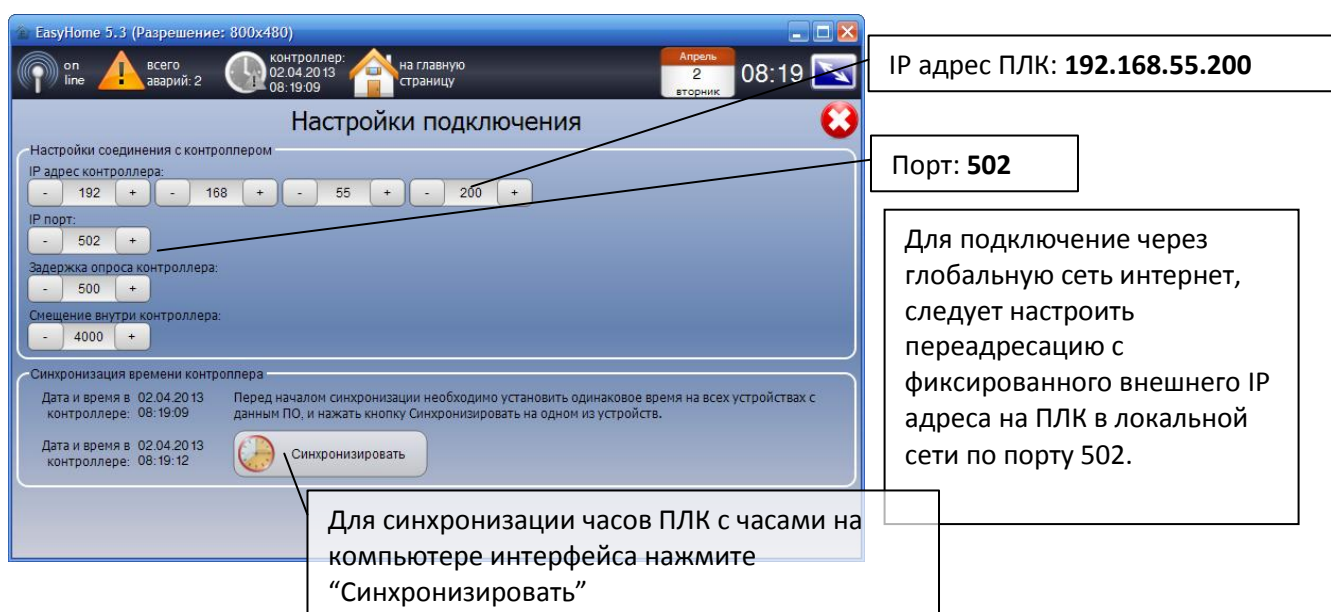 EasyHome 5.3 (Разрешение: 800x480)
on line
всего аварий: 2
контроллер: 02.04.2013 08:19:09
на главную страницу
Апрель
2
вторник
08:19
Настройки подключения
Настройки соединения с контроллером
IP адрес контроллера:
- 192 + - 168 + - 55 + - 200 +
IP порт:
- 502 +
Задержка опроса контроллера:
- 500 +
Смещение внутри контроллера:
- 4000 +
Синхронизация времени контроллера
Дата и время в контроллере: 02.04.2013 08:19:09
Перед началом синхронизации необходимо установить одинаковое время на всех устройствах с
данным ПО, и нажать кнопку Синхронизировать на одном из устройств.
Дата и время в контроллере: 02.04.2013 08:19:12
Синхронизировать
IP адрес ПЛК: 192.168.55.200
Порт: 502
Для подключение через
глобальную сеть интернет,
следует настроить
переадресацию с
фиксированного внешнего IP
адреса на ПЛК в локальной
сети по порту 502.
Для синхронизации часов ПЛК с часами на
компьютере интерфейса нажмите
“Синхронизировать”